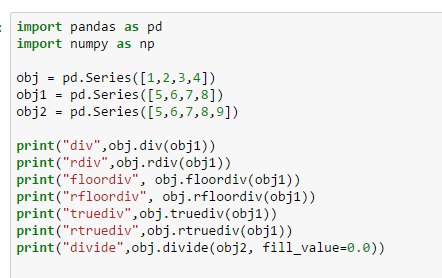 import pandas as pd
import numpy as np
obj = pd.Series([1,2,3,4])
obj1 = pd.Series([5,6,7,8])
obj2 = pd.Series([5,6,7,8,9])
print("div",obj.div(obj1))
print("rdiv",obj.rdiv(obj1))
print("floordiv", obj.floordiv(obj1))
print("rfloordiv", obj.rfloordiv(obj1))
print("truediv",obj.truediv(obj1))
print("rtruediv",obj.rtruediv(obj1))
print("divide",obj.divide(obj2, fill_value=0.0))